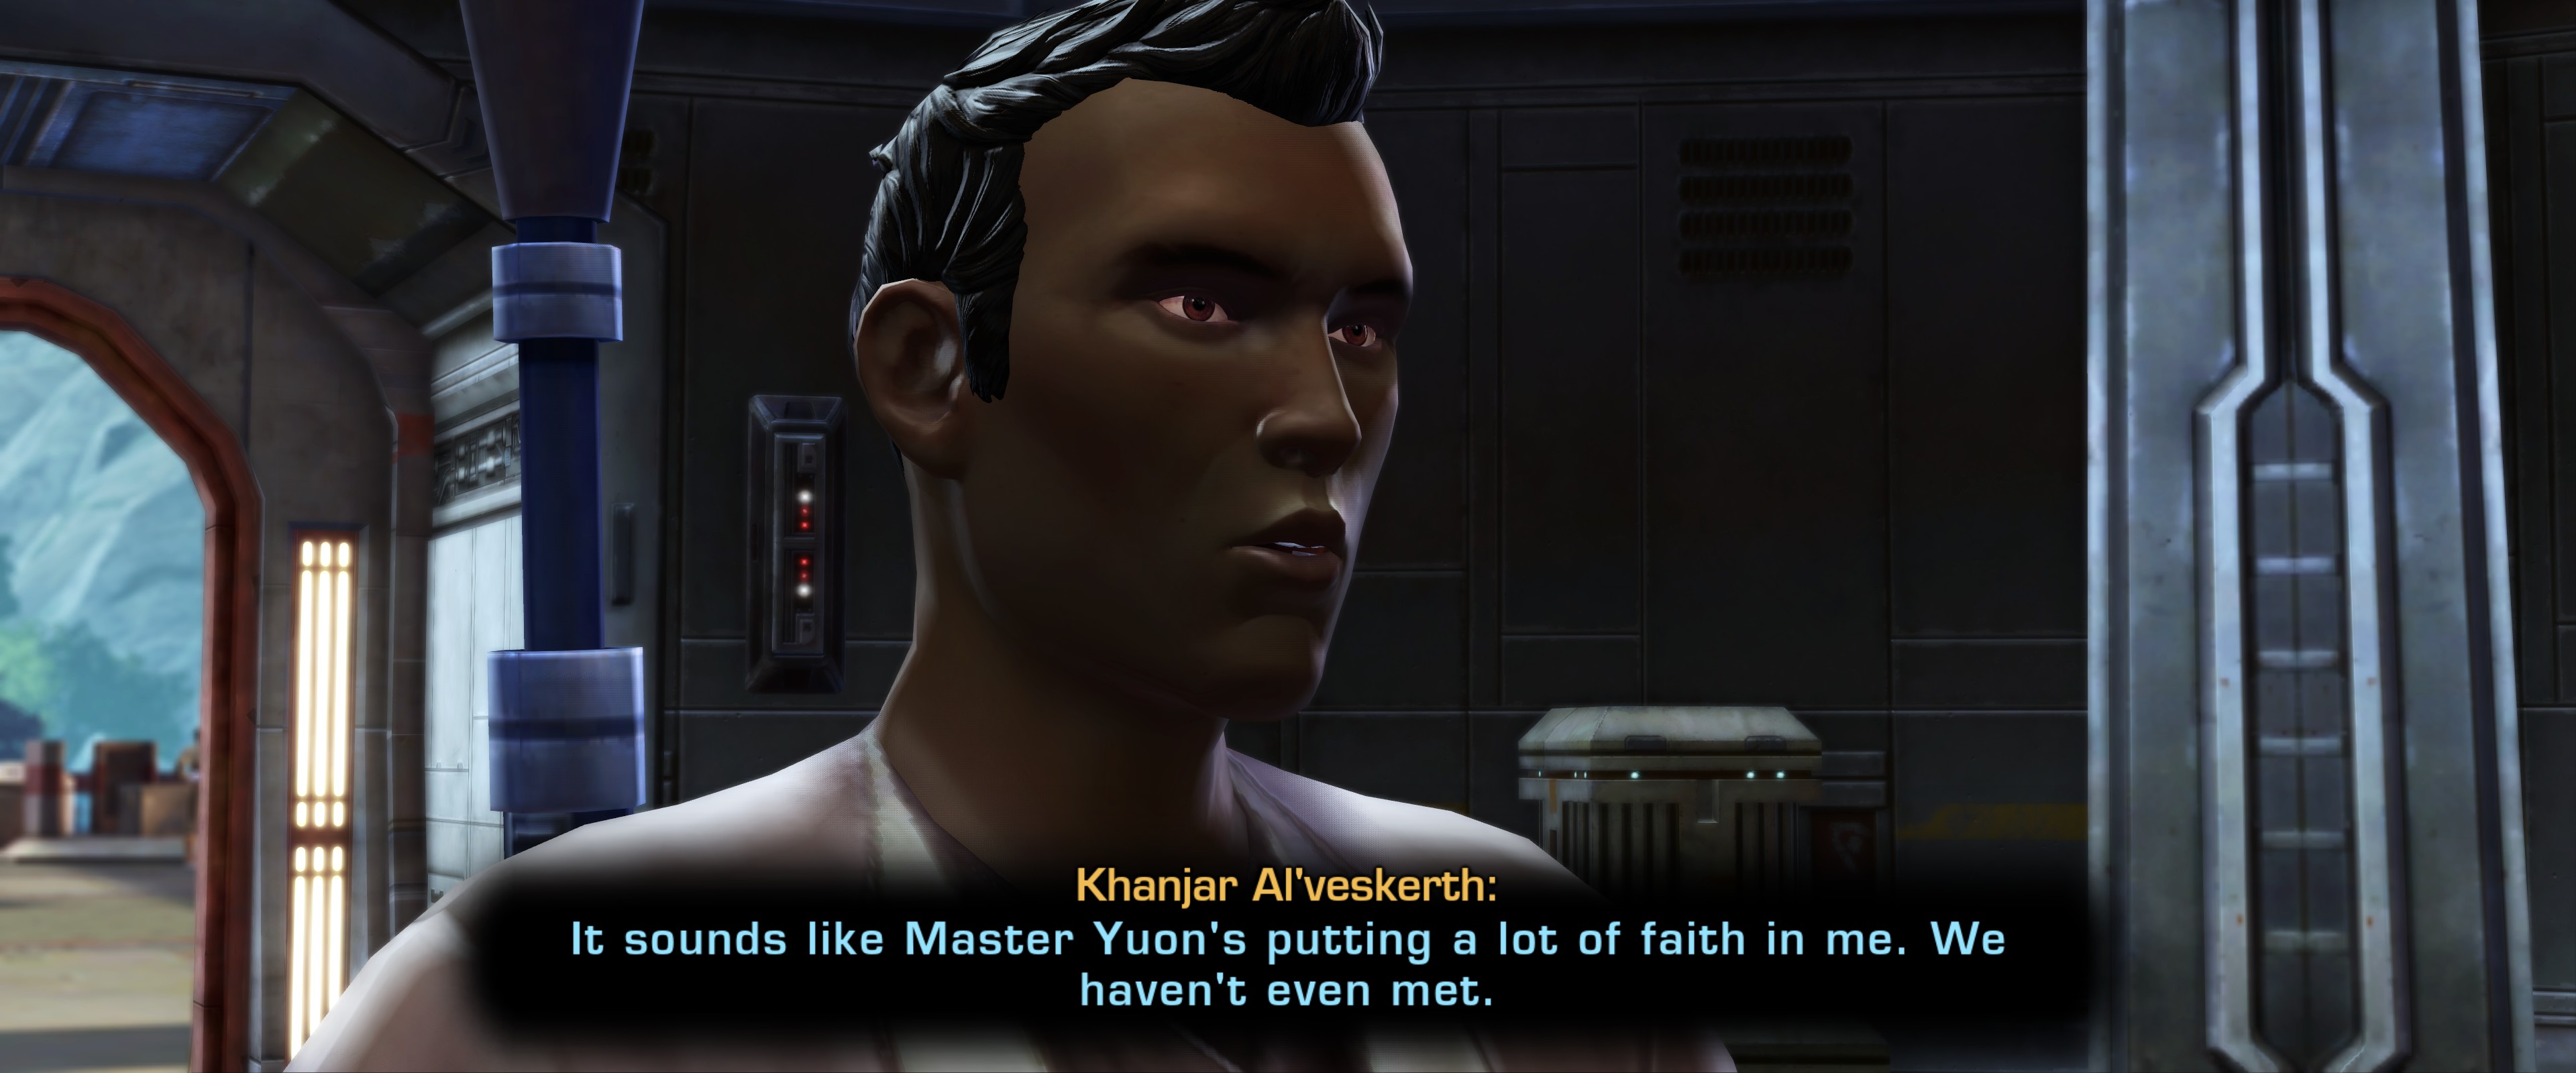 Khanjar Al'veskerth:
It sounds like Master Yuon's putting a lot of faith in me. We
haven't even met.